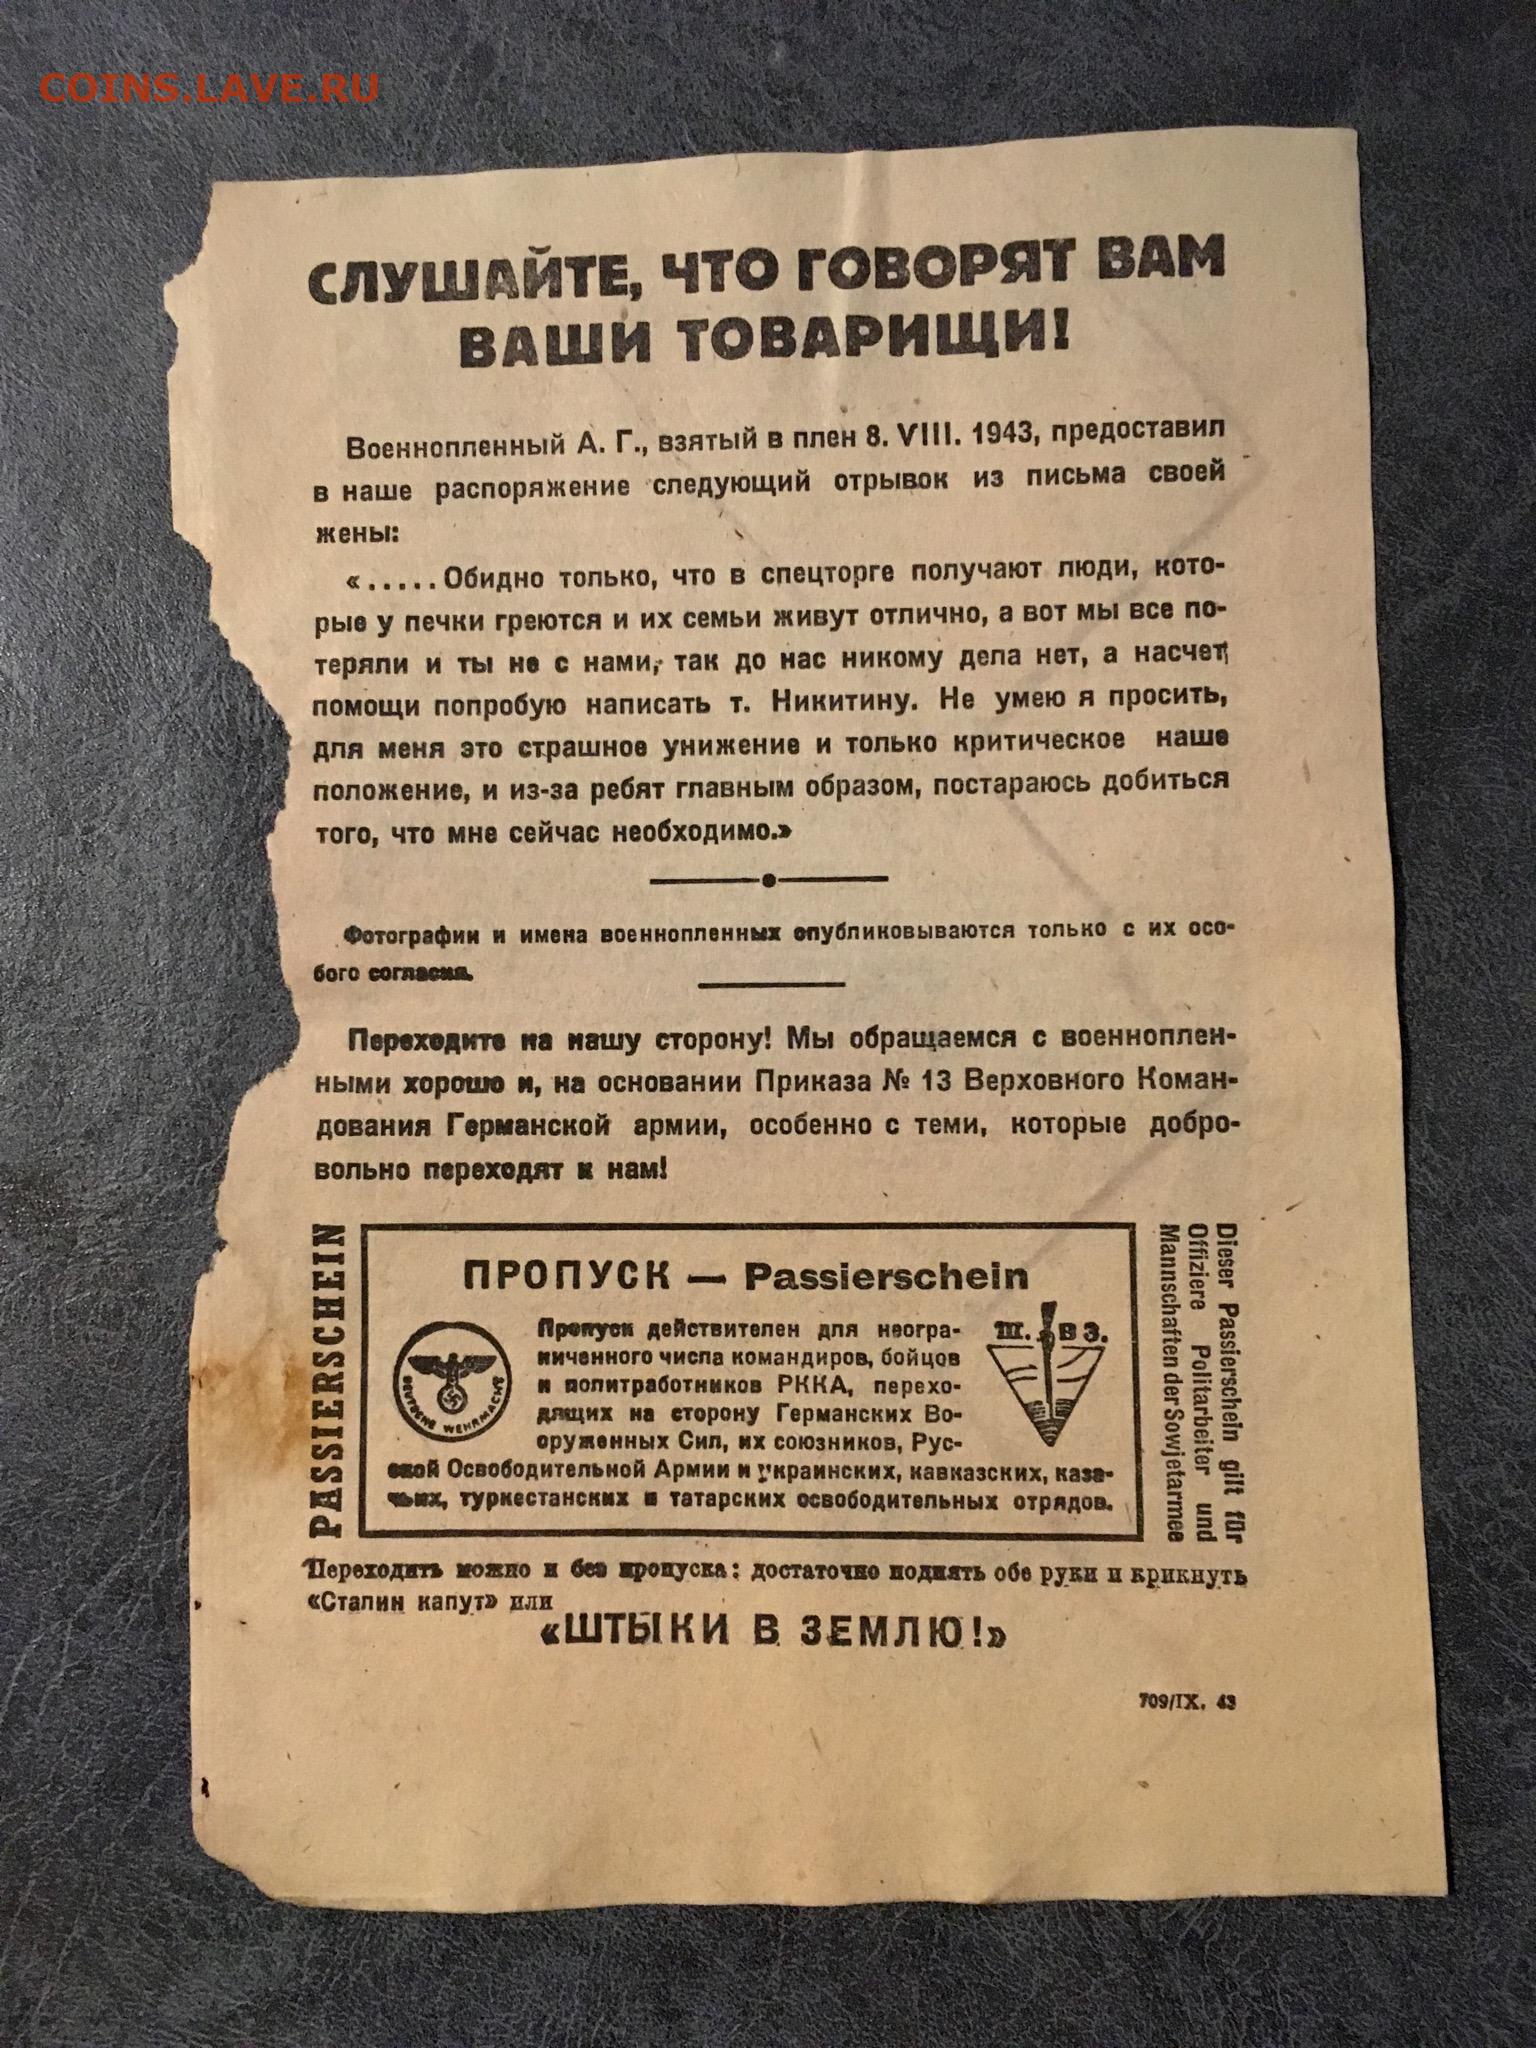 COINS.LAVE.RU
СЛУШАЙТЕ, ЧТО ГОВОРЯТ ВАМ
ВАШИ ТОВАРИЩИ!
Военнопленный А. Г., взятый в плен 8. VIII. 1943, предоставил
в наше распоряжение следующий отрывок из письма своей
жены:
«.....Обидно только, что в спецторге получают люди, кото-
рые у печки греются и их семьи живут отлично, а вот мы все по-
теряли и ты не с нами, так до нас никому дела нет, а насчет
помощи попробую написать т. Никитину. Не умею я просить,
для меня это страшное унижение и только критическое наше
положение, и из-за ребят главным образом, постараюсь добиться
того, что мне сейчас необходимо.»
Фотографии и имена военнопленных опубликовываются только с их осо-
бого согласия.
Переходите на нашу сторону! Мы обращаемся с военноплен-
ными хорошо и, на основании Приказа № 13 Верховного Коман-
дования Германской армии, особенно с теми, которые добро-
вольно переходят к нам!
PASSIERSCHEIN
ПРОПУСК — Passierschein
DEUTSCHE WEHRMACHT
Пропуск действителен для неогра-
ниченного числа командиров, бойцов
и политработников РККА, перехо-
дящих на сторону Германских Во-
оруженных Сил, их союзников, Рус-
ской Освободительной Армии и украинских, кавказских, каза-
чьих, туркестанских и татарских освободительных отрядов.
Ш. В З.
Dieser Passierschein gilt für
Offiziere Politarbeiter und
Mannschaften der Sowjetarmee
Переходить можно и без пропуска: достаточно поднять обе руки и крикнуть
«Сталин капут» или
«ШТЫКИ В ЗЕМЛЮ!»
709/IX. 43